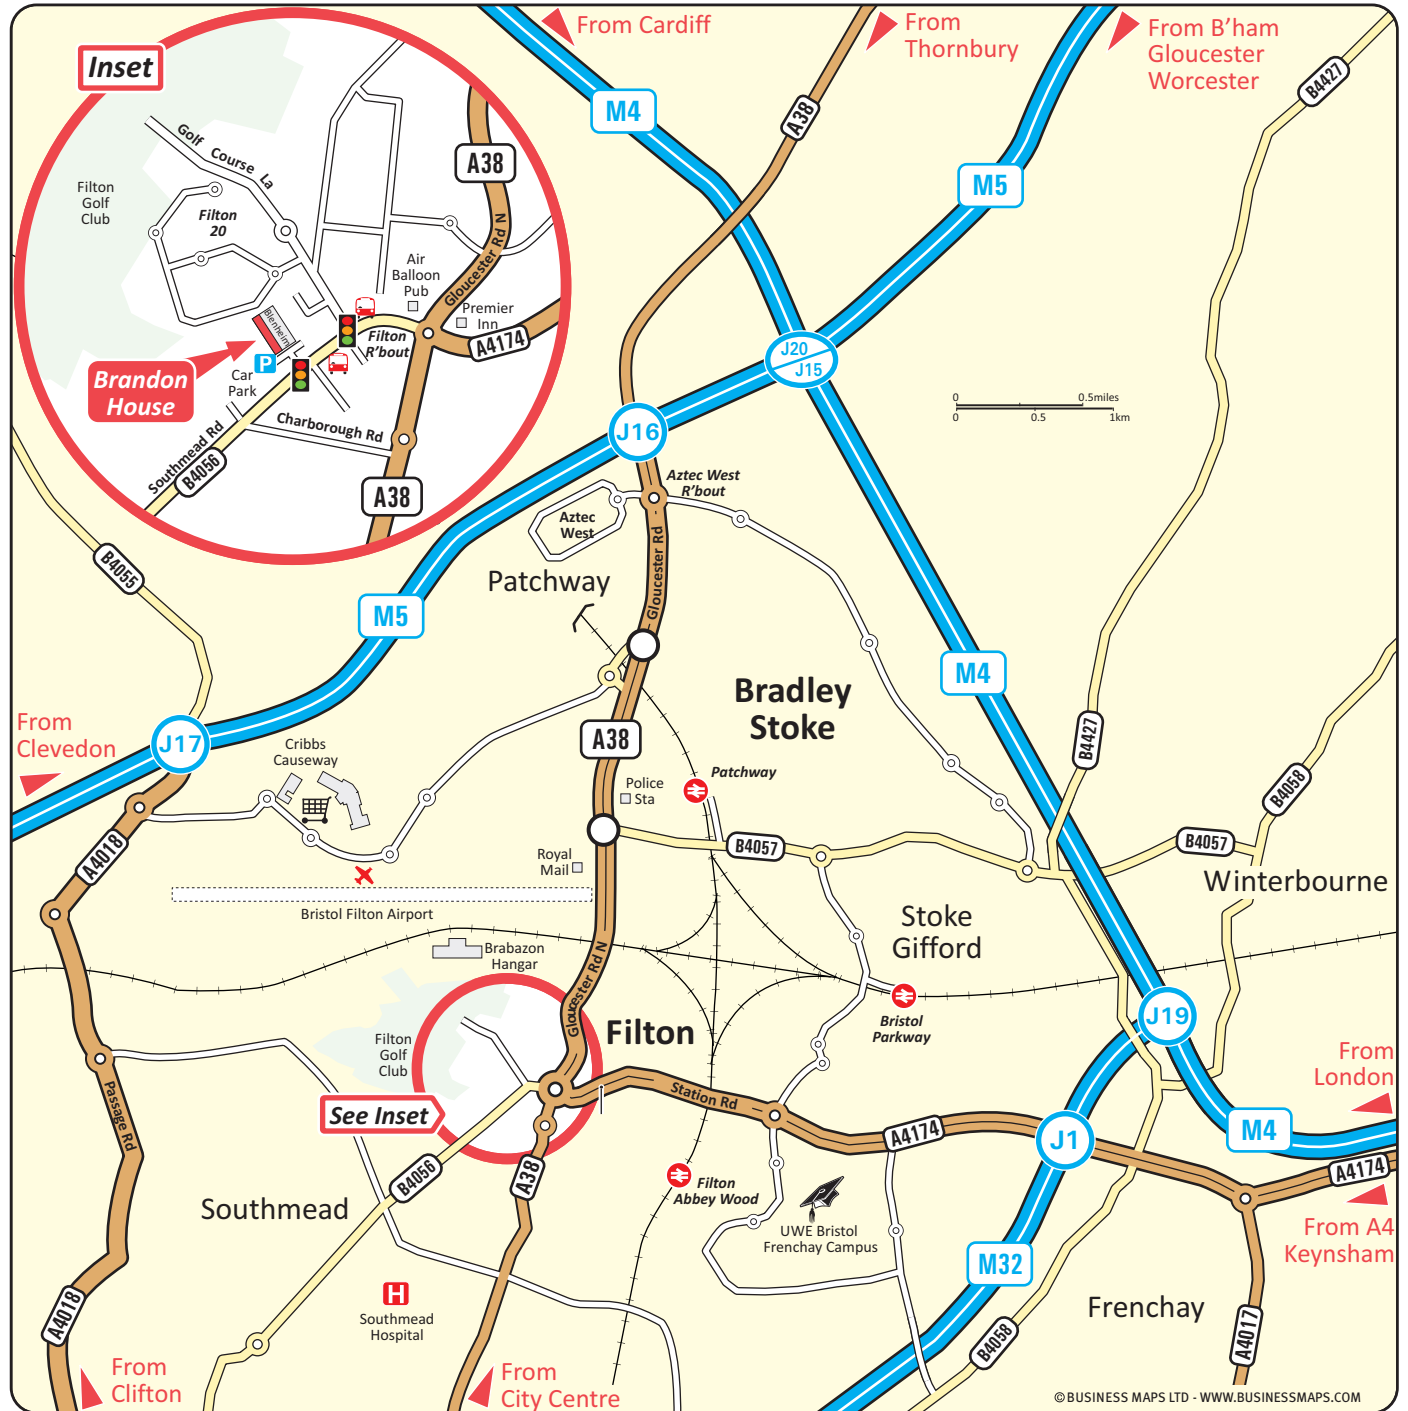 From Cardiff
From
Thornbury
From B'ham
Gloucester
Worcester
Inset
M4
A38
B4427
M5
A38
Golf Course La
Filton
Golf
Club
Filton
20
Gloucester Rd N
Air
Balloon
Pub
Premier
Inn
A4174
Blenheim
Filton
R'bout
P
Car
Park
Brandon
House
Charborough Rd
Southmead Rd
B4056
A38
J20
J15
0
0.5miles
0
0.5
1km
J16
Aztec West
R'bout
Aztec
West
Gloucester Rd
B4055
Patchway
M5
M4
Bradley
Stoke
From
Clevedon
J17
Cribbs
Causeway
A38
B4427
Patchway
Police
Sta
B4058
A4018
B4057
B4057
Royal
Mail
Winterbourne
Bristol Filton Airport
Stoke
Gifford
Brabazon
Hangar
Gloucester Rd N
Bristol
Parkway
J19
Filton
Filton
Golf
Club
From
London
Passage Rd
See Inset
Station Rd
A4174
J1
M4
A4174
B4056
A38
Filton
Abbey Wood
Southmead
UWE Bristol
Frenchay Campus
From A4
Keynsham
M32
H
Southmead
Hospital
Frenchay
A4018
B4058
A4017
From
Clifton
From
City Centre
© BUSINESS MAPS LTD - WWW.BUSINESSMAPS.COM